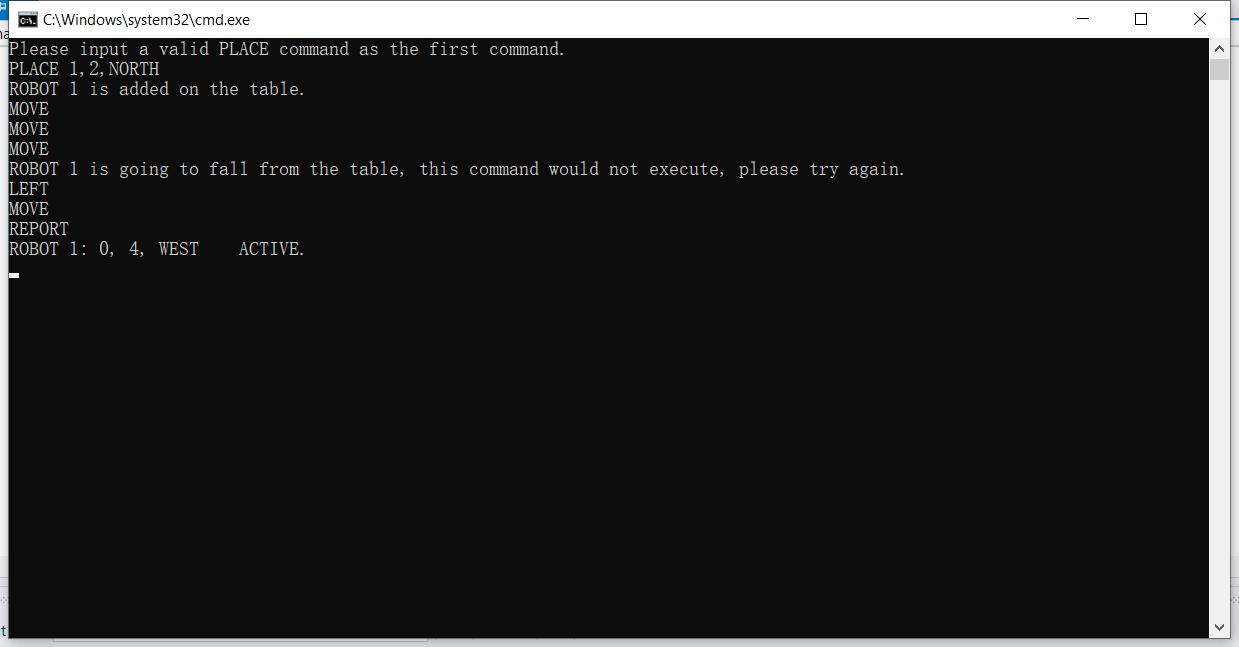 C:\Windows\system32\cmd.exe
Please input a valid PLACE command as the first command.
PLACE 1,2,NORTH
ROBOT 1 is added on the table.
MOVE
MOVE
MOVE
ROBOT 1 is going to fall from the table, this command would not execute, please try again.
LEFT
MOVE
REPORT
ROBOT 1: 0, 4, WEST    ACTIVE.